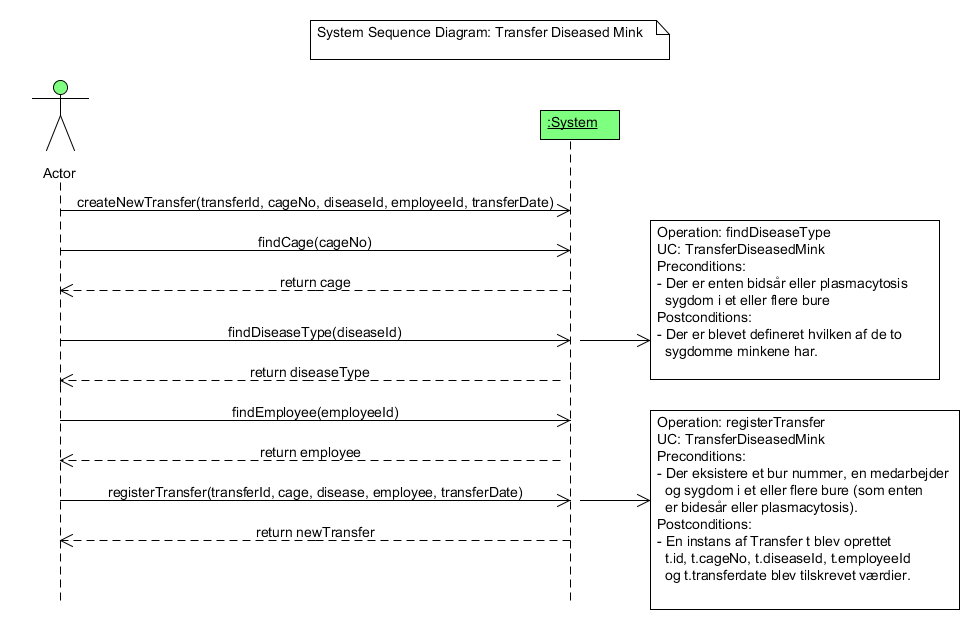 System Sequence Diagram: Transfer Diseased Mink
:System
Actor
createNewTransfer(transferId, cageNo, diseaseId, employeeId, transferDate)
findCage(cageNo)
return cage
findDiseaseType(diseaseId)
return diseaseType
findEmployee(employeeId)
return employee
registerTransfer(transferId, cage, disease, employee, transferDate)
return newTransfer
Operation: findDiseaseType
UC: TransferDiseasedMink
Preconditions:
- Der er enten bidsår eller plasmacytosis
sygdom i et eller flere bure
Postconditions:
- Der er blevet defineret hvilken af de to
sygdomme minkene har.
Operation: registerTransfer
UC: TransferDiseasedMink
Preconditions:
- Der eksistere et bur nummer, en medarbejder
og sygdom i et eller flere bure (som enten
er bidesår eller plasmacytosis).
Postconditions:
- En instans af Transfer t blev oprettet
t.id, t.cageNo, t.diseaseId, t.employeeId
og t.transferdate blev tilskrevet værdier.